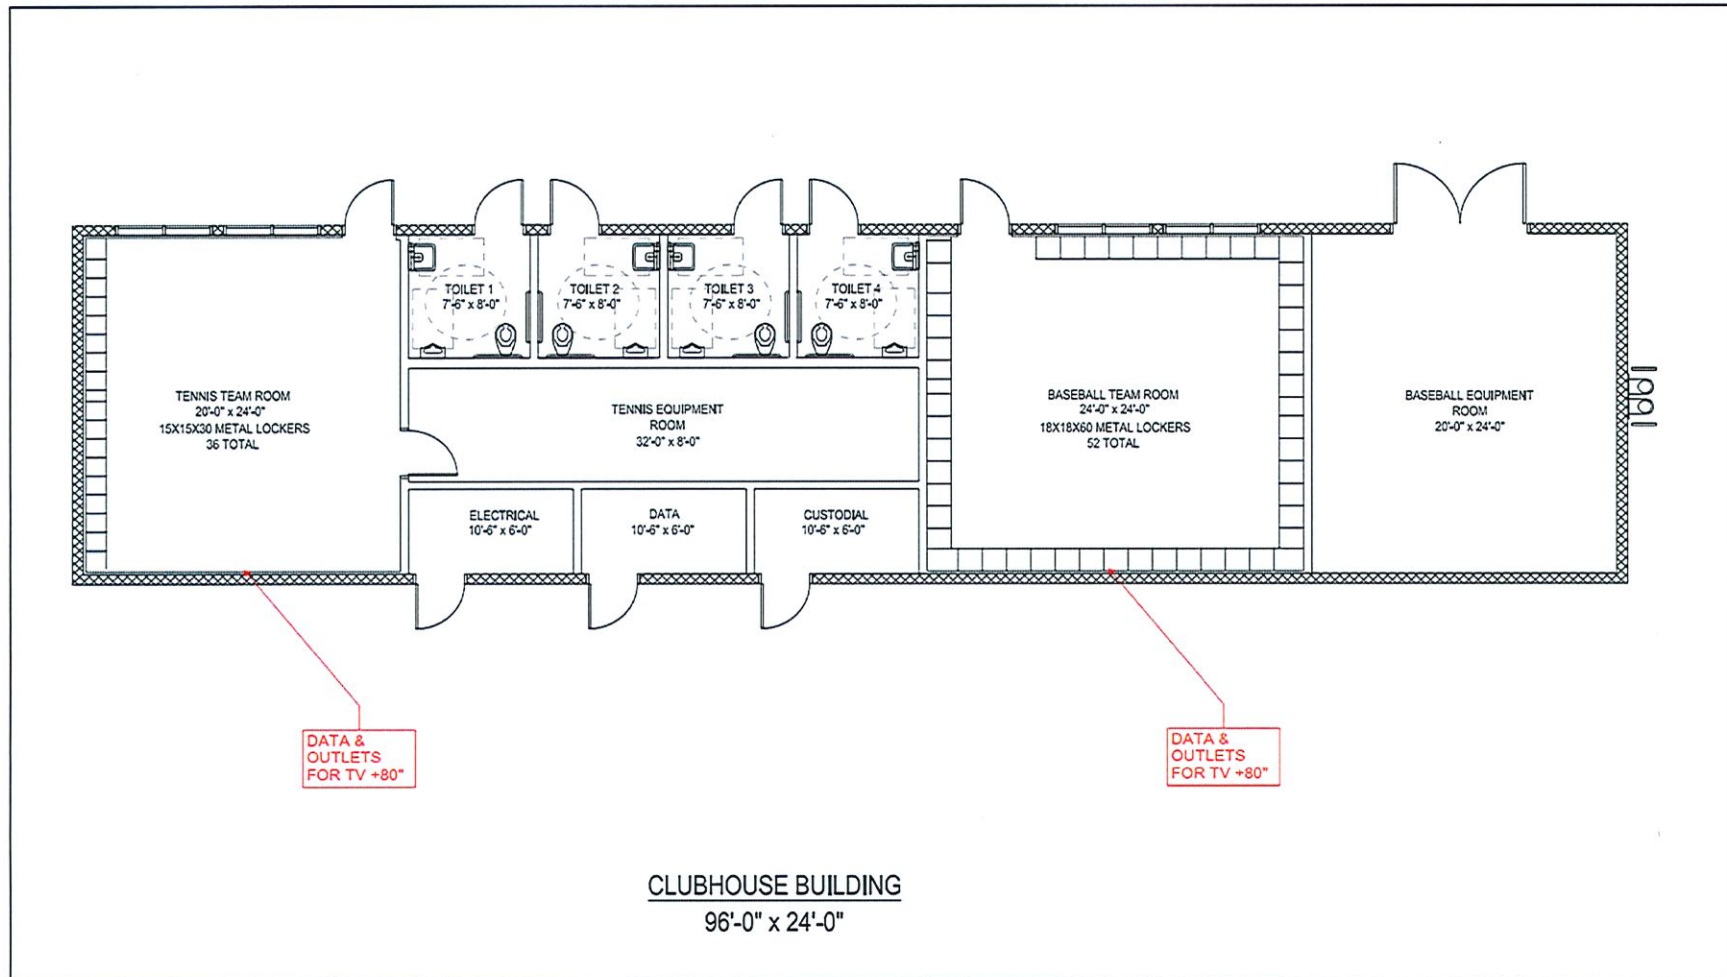 TOILET 1
7'-6" x 8'-0"
TOILET 2
7'-6" x 8'-0"
TOILET 3
7'-6" x 8'-0"
TOILET 4
7'-6" x 8'-0"
TENNIS TEAM ROOM
20'-0" x 24'-0"
15X15X30 METAL LOCKERS
36 TOTAL
TENNIS EQUIPMENT
ROOM
32'-0" x 8'-0"
BASEBALL TEAM ROOM
24'-0" x 24'-0"
18X18X60 METAL LOCKERS
52 TOTAL
BASEBALL EQUIPMENT
ROOM
20'-0" x 24'-0"
ELECTRICAL
10'-6" x 6'-0"
DATA
10'-6" x 6'-0"
CUSTODIAL
10'-6" x 6'-0"
DATA &
OUTLETS
FOR TV +80"
DATA &
OUTLETS
FOR TV +80"
CLUBHOUSE BUILDING
96'-0" x 24'-0"